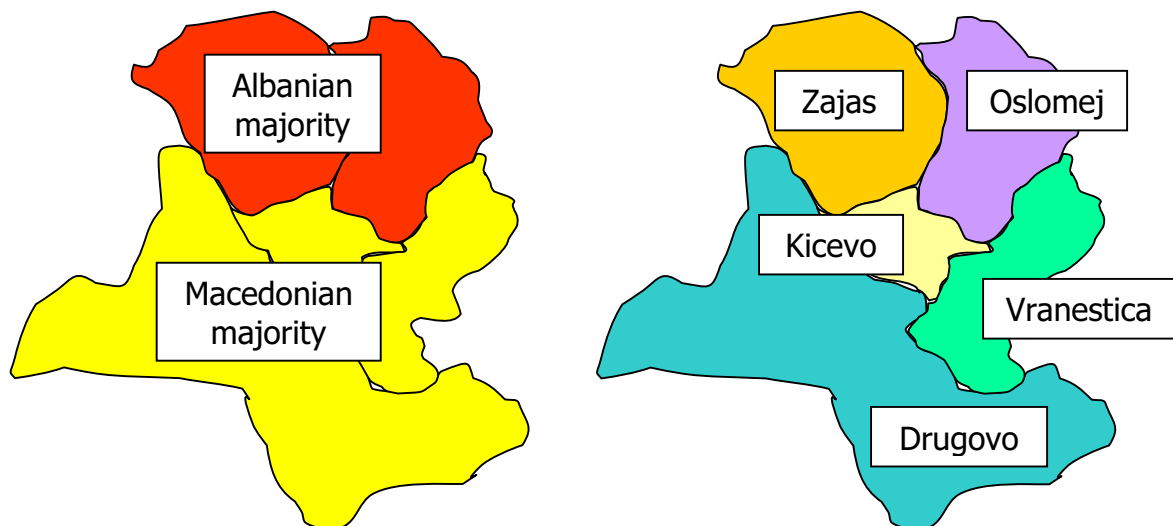 Albanian
majority
Macedonian
majority
Zajas
Oslomej
Kicevo
Vranestica
Drugovo